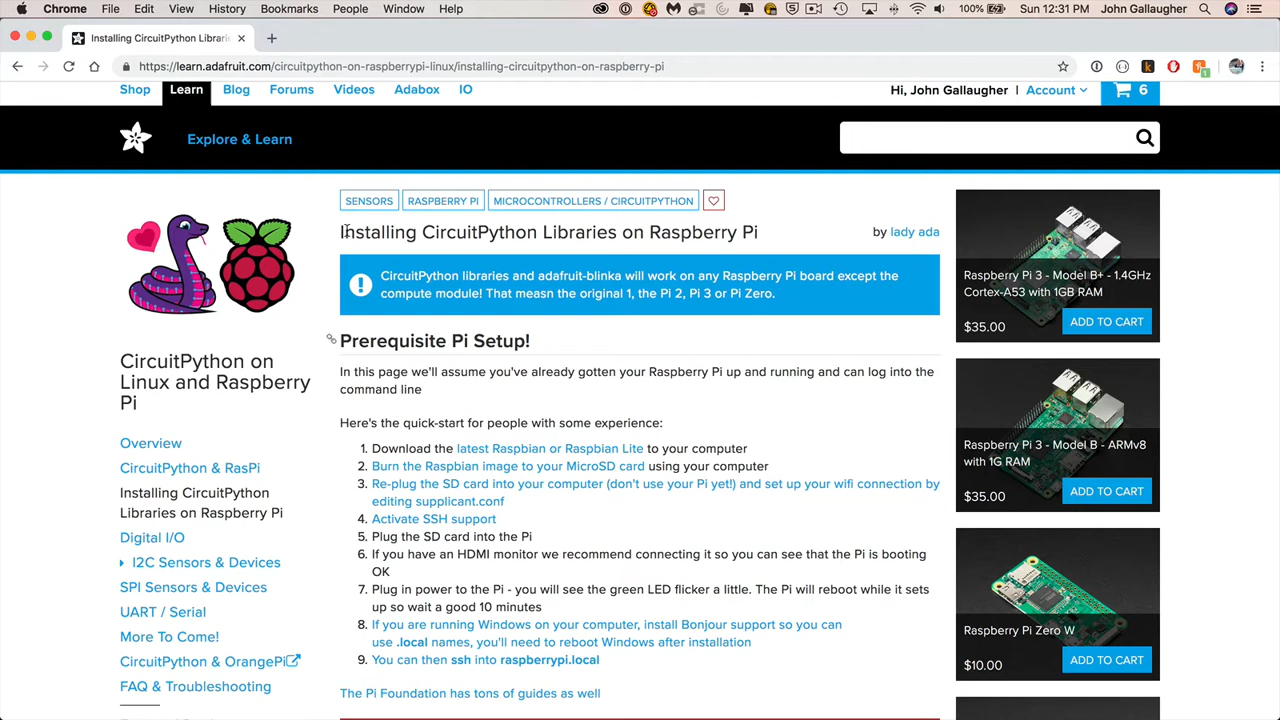 Chrome File Edit View History Bookmarks People Window Help 100% Sun 12:31 PM John Gallaugher
Installing CircuitPython Librari
https://learn.adafruit.com/circuitpython-on-raspberrypi-linux/installing-circuitpython-on-raspberry-pi
Shop Learn Blog Forums Videos Adabox IO Hi, John Gallaugher | Account 6
Explore & Learn
SENSORS RASPBERRY PI MICROCONTROLLERS / CIRCUITPYTHON
Installing CircuitPython Libraries on Raspberry Pi by lady ada
CircuitPython libraries and adafruit-blinka will work on any Raspberry Pi board except the
compute module! That measn the original 1, the Pi 2, Pi 3 or Pi Zero.
Prerequisite Pi Setup!
In this page we'll assume you've already gotten your Raspberry Pi up and running and can log into the
command line
Here's the quick-start for people with some experience:
1. Download the latest Raspbian or Raspbian Lite to your computer
2. Burn the Raspbian image to your MicroSD card using your computer
3. Re-plug the SD card into your computer (don't use your Pi yet!) and set up your wifi connection by
editing supplicant.conf
4. Activate SSH support
5. Plug the SD card into the Pi
6. If you have an HDMI monitor we recommend connecting it so you can see that the Pi is booting
OK
7. Plug in power to the Pi - you will see the green LED flicker a little. The Pi will reboot while it sets
up so wait a good 10 minutes
8. If you are running Windows on your computer, install Bonjour support so you can
use .local names, you'll need to reboot Windows after installation
9. You can then ssh into raspberrypi.local
The Pi Foundation has tons of guides as well
CircuitPython on
Linux and Raspberry
Pi
Overview
CircuitPython & RasPi
Installing CircuitPython
Libraries on Raspberry Pi
Digital I/O
I2C Sensors & Devices
SPI Sensors & Devices
UART / Serial
More To Come!
CircuitPython & OrangePi
FAQ & Troubleshooting
Raspberry Pi 3 - Model B+ - 1.4GHz
Cortex-A53 with 1GB RAM
$35.00 ADD TO CART
Raspberry Pi 3 - Model B - ARMv8
with 1G RAM
$35.00 ADD TO CART
Raspberry Pi Zero W
$10.00 ADD TO CART